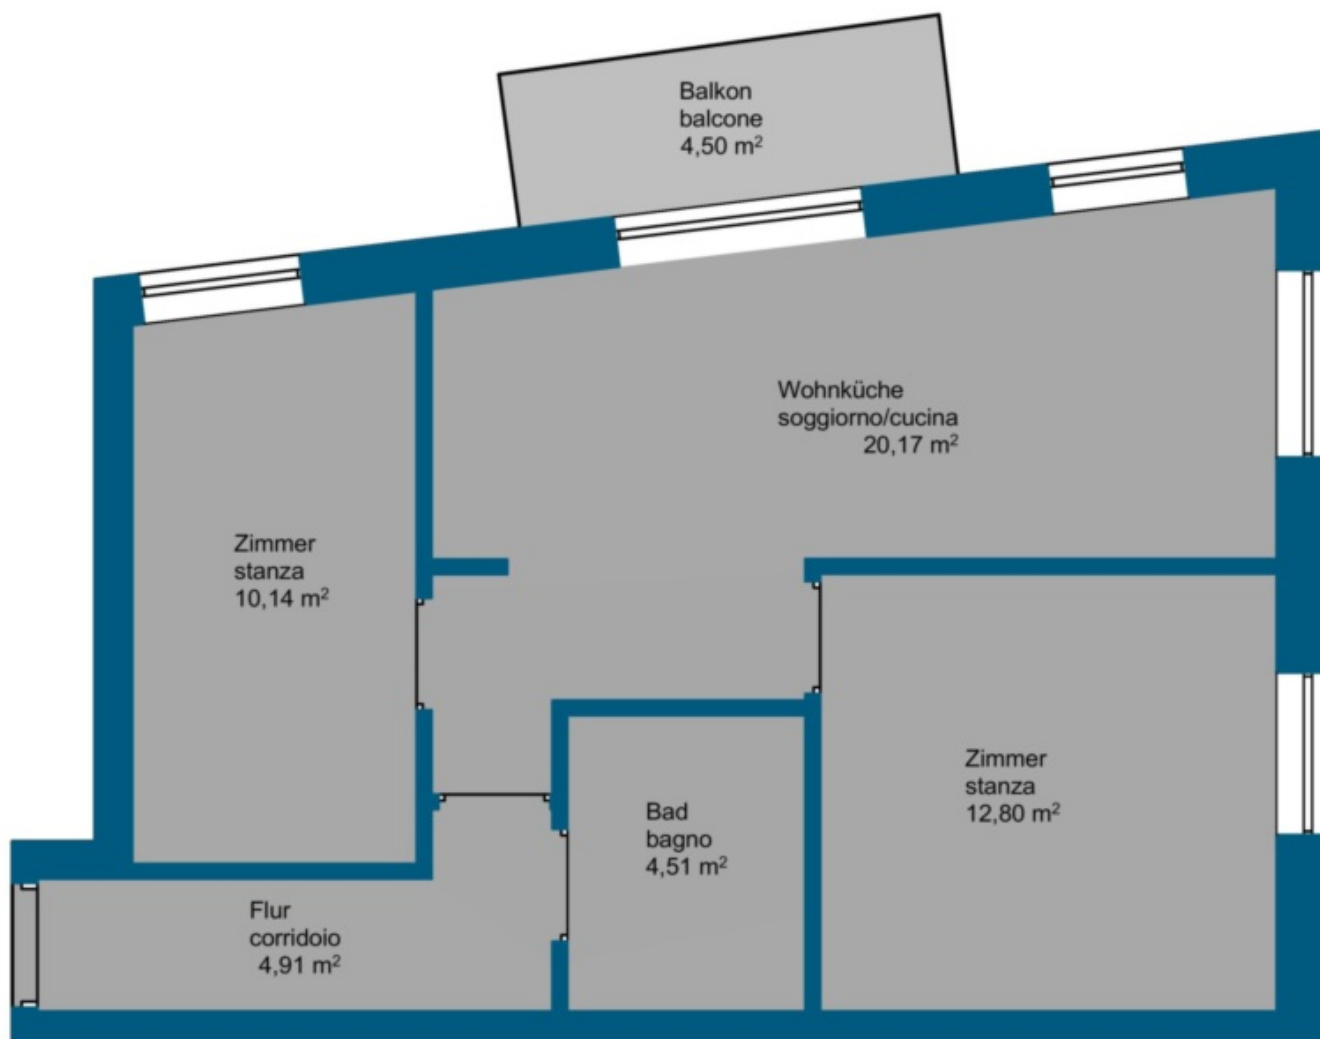 Balkon
balcone
4,50 m²
Wohnküche
soggiorno/cucina
20,17 m²
Zimmer
stanza
10,14 m²
Zimmer
stanza
12,80 m²
Bad
bagno
4,51 m²
Flur
corridoio
4,91 m²